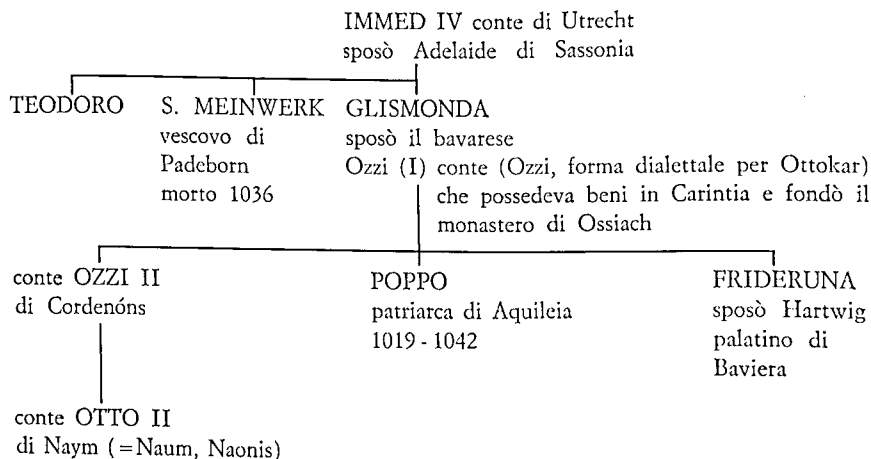 IMMED IV conte di Utrecht
sposò Adelaide di Sassonia
TEODORO
S. MEINWERK
vescovo di
Padeborn
morto 1036
GLISMONDA
sposò il bavarese
Ozzi (I) conte (Ozzi, forma dialettale per Ottokar)
che possedeva beni in Carintia e fondò il
monastero di Ossiach
conte OZZI II
di Cordenóns
POPPO
patriarca di Aquileia
1019 - 1042
FRIDERUNA
sposò Hartwig
palatino di
Baviera
conte OTTO II
di Naym (=Naum, Naonis)